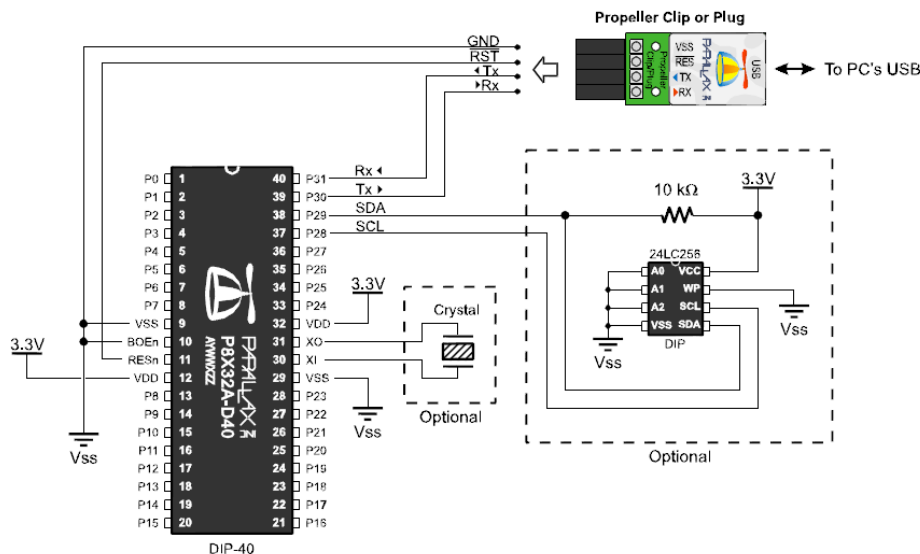 Propeller Clip or Plug
GND
RST
◂Tx
▸Rx
VSS
RES
◂TX
▸RX
Propeller
Clip/Plug
PARALLAX
USB
To PC's USB
P0 1 40 P31 Rx ◂
P1 2 39 P30 Tx ▸
P2 3 38 P29 SDA
P3 4 37 P28 SCL
P4 5 36 P27
P5 6 35 P26
P6 7 34 P25
P7 8 33 P24
VSS 9 32 VDD 3.3V
BOEn 10 31 XO
RESn 11 30 XI
3.3V VDD 12 29 VSS
P8 13 28 P23
P9 14 27 P22
P10 15 26 P21
P11 16 25 P20
P12 17 24 P19
P13 18 23 P18
P14 19 22 P17
P15 20 21 P16
PARALLAX
P8X32A-D40
DIP-40
Vss
Vss
Crystal
Optional
10 kΩ
3.3V
24LC256
A0 VCC
A1 WP
A2 SCL
VSS SDA
DIP
Vss
Vss
Optional